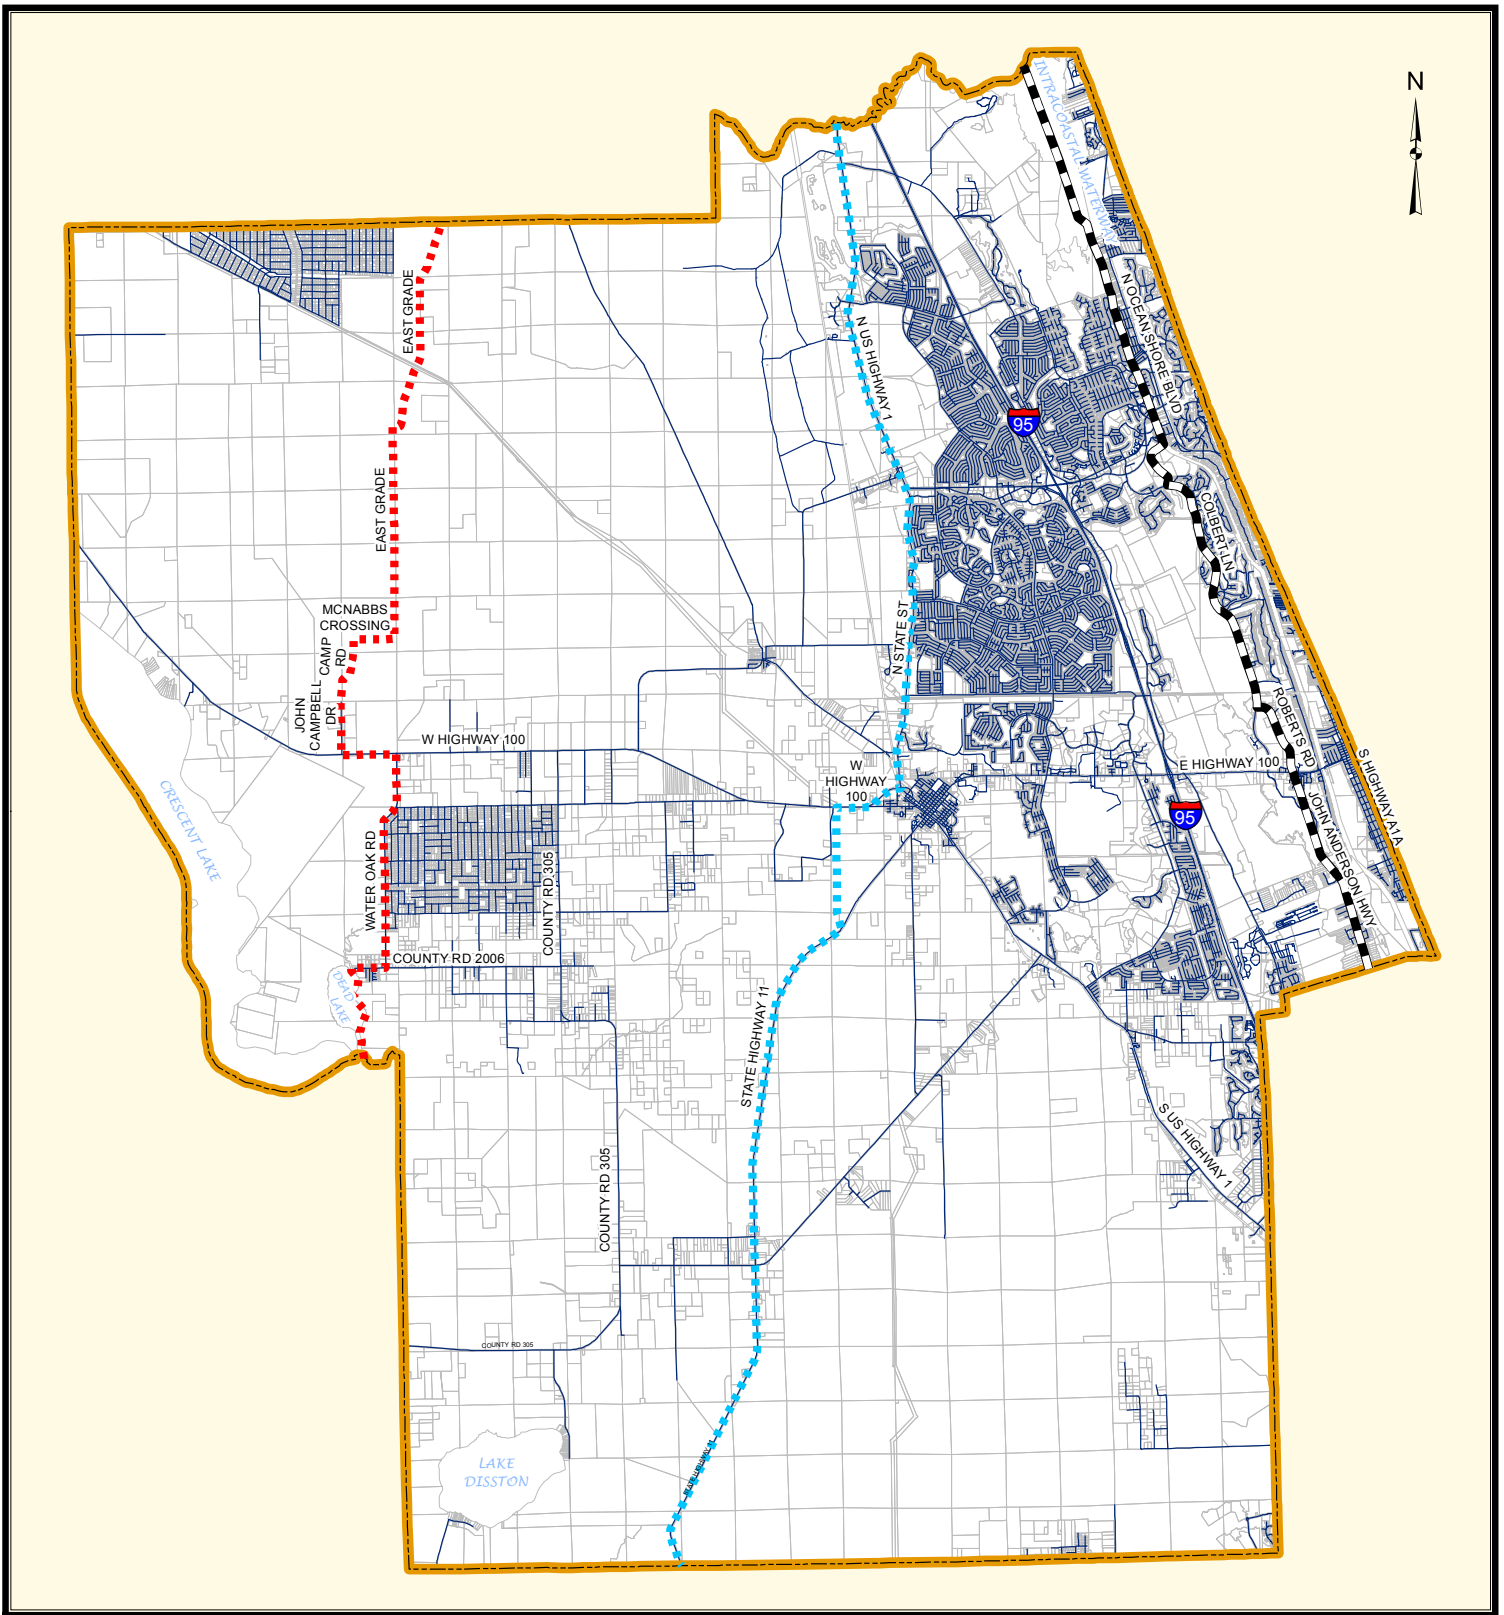 N
INTRACOASTAL WATERWAY
EAST GRADE
N OCEAN SHORE BLVD
N US HIGHWAY 1
95
EAST GRADE
COLBERT LN
MCNABBS
CROSSING
N STATE ST
CAMP
RD
JOHN
CAMPBELL
DR
ROBERTS RD
W HIGHWAY 100
S HIGHWAY A1A
E HIGHWAY 100
W
HIGHWAY
100
CRESCENT LAKE
JOHN ANDERSON HWY
95
WATER OAK RD
COUNTY RD 305
COUNTY RD 2006
DEAD
LAKE
STATE HIGHWAY 11
S US HIGHWAY 1
COUNTY RD 305
COUNTY RD 305
LAKE
DISSTON
STATE HIGHWAY 11